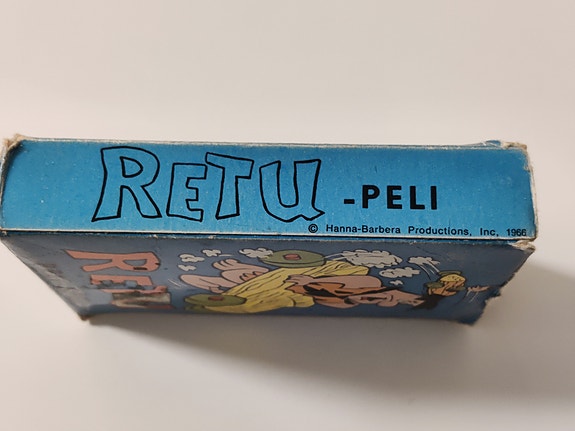 RETU -PELI
© Hanna-Barbera Productions, Inc, 1966